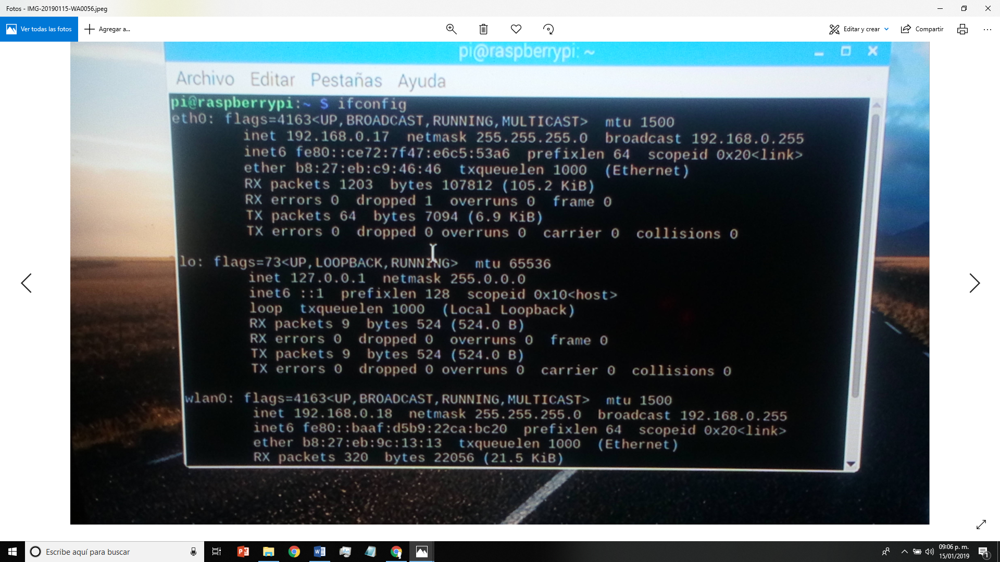 Fotos - IMG-20190115-WA0056.jpeg
Ver todas las fotos
Agregar a...
Editar y crear
Compartir
pi@raspberrypi: ~
Archivo Editar Pestañas Ayuda
pi@raspberrypi:~ $ ifconfig
eth0: flags=4163<UP,BROADCAST,RUNNING,MULTICAST>  mtu 1500
inet 192.168.0.17  netmask 255.255.255.0  broadcast 192.168.0.255
inet6 fe80::ce72:7f47:e6c5:53a6  prefixlen 64  scopeid 0x20<link>
ether b8:27:eb:c9:46:46  txqueuelen 1000  (Ethernet)
RX packets 1203  bytes 107812 (105.2 KiB)
RX errors 0  dropped 1  overruns 0  frame 0
TX packets 64  bytes 7094 (6.9 KiB)
TX errors 0  dropped 0 overruns 0  carrier 0  collisions 0
lo: flags=73<UP,LOOPBACK,RUNNING>  mtu 65536
inet 127.0.0.1  netmask 255.0.0.0
inet6 ::1  prefixlen 128  scopeid 0x10<host>
loop  txqueuelen 1000  (Local Loopback)
RX packets 9  bytes 524 (524.0 B)
RX errors 0  dropped 0  overruns 0  frame 0
TX packets 9  bytes 524 (524.0 B)
TX errors 0  dropped 0 overruns 0  carrier 0  collisions 0
wlan0: flags=4163<UP,BROADCAST,RUNNING,MULTICAST>  mtu 1500
inet 192.168.0.18  netmask 255.255.255.0  broadcast 192.168.0.255
inet6 fe80::baaf:d5b9:22ca:bc20  prefixlen 64  scopeid 0x20<link>
ether b8:27:eb:9c:13:13  txqueuelen 1000  (Ethernet)
RX packets 320  bytes 22056 (21.5 KiB)
Escribe aquí para buscar
09:06 p. m.
15/01/2019
1